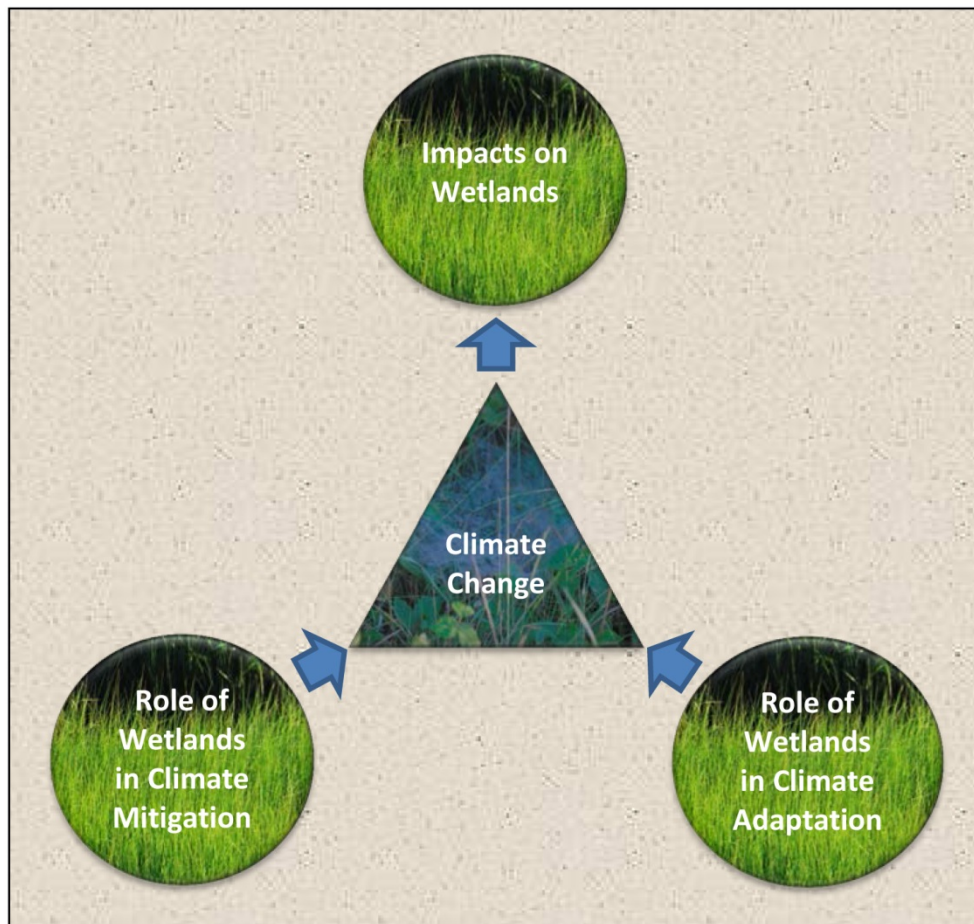 Impacts on
Wetlands
Climate
Change
Role of
Wetlands
in Climate
Mitigation
Role of
Wetlands
in Climate
Adaptation